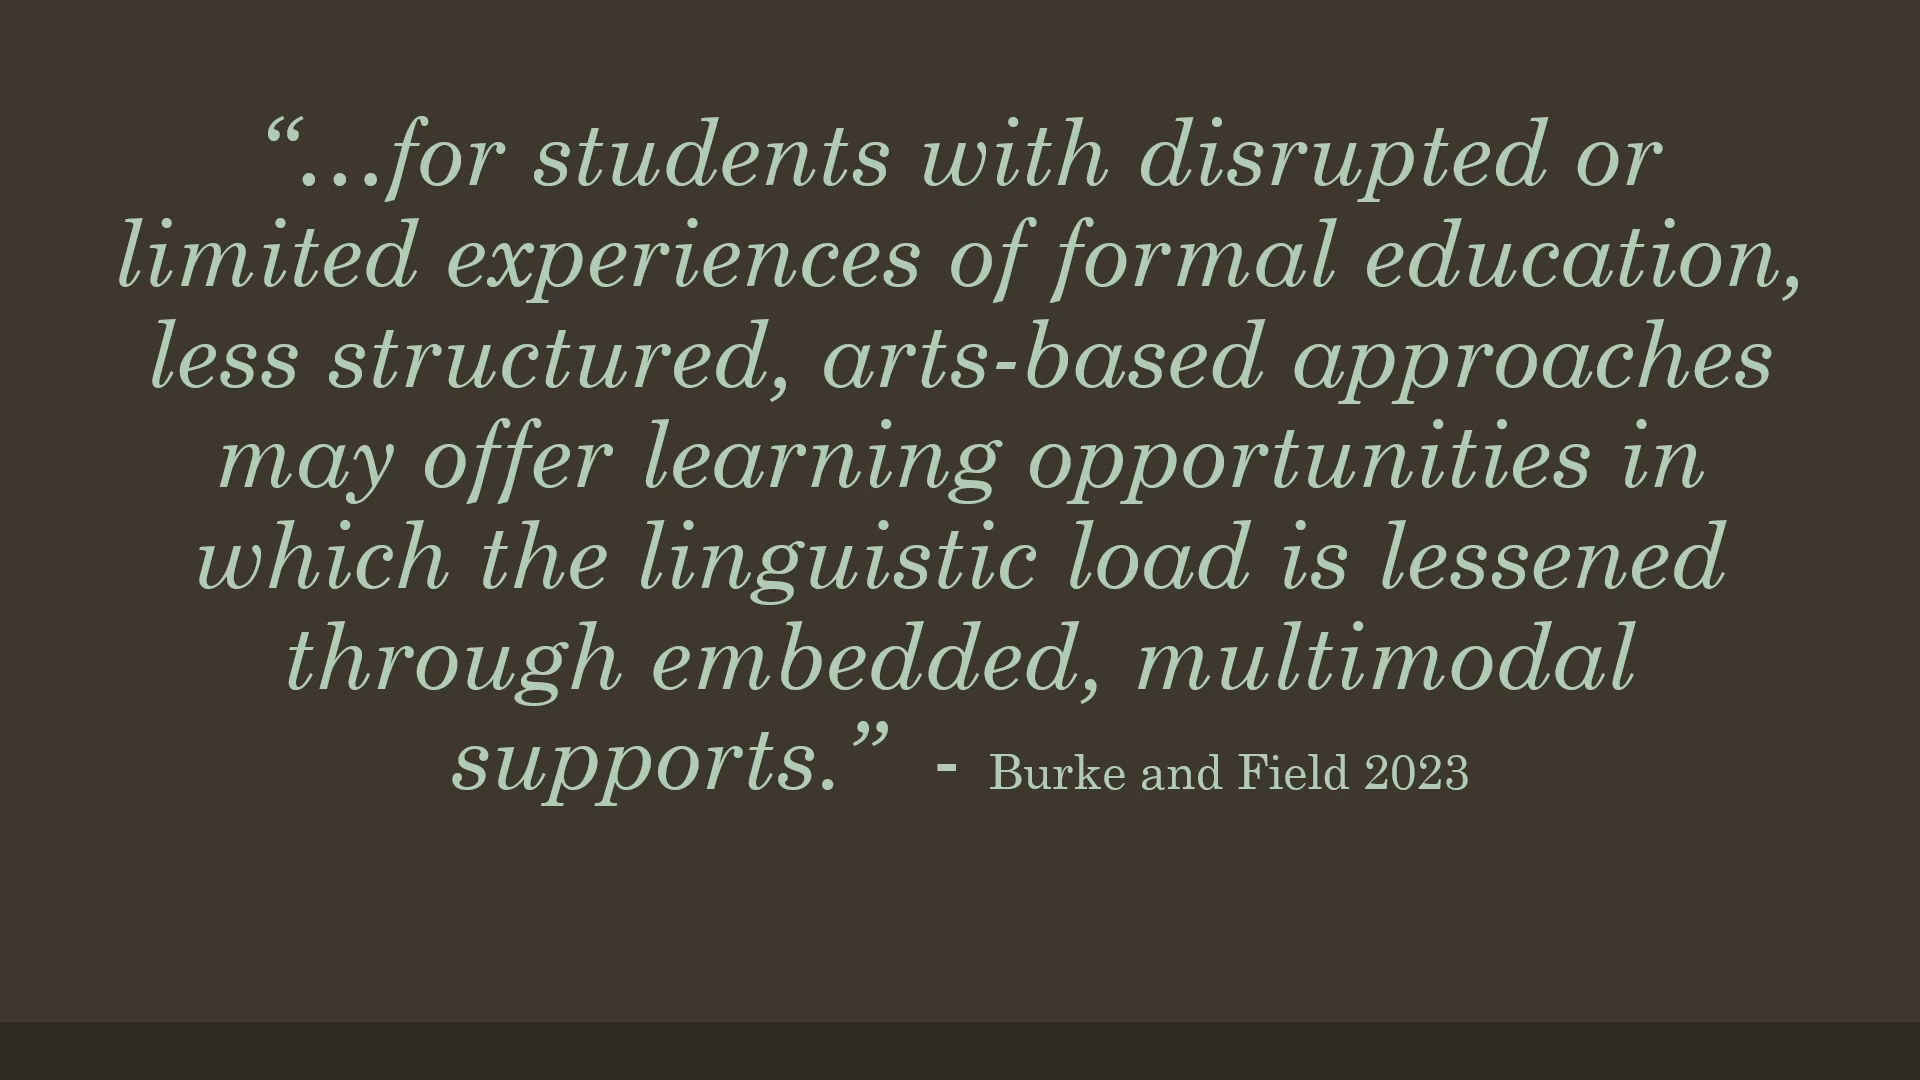 “…for students with disrupted or
limited experiences of formal education,
less structured, arts-based approaches
may offer learning opportunities in
which the linguistic load is lessened
through embedded, multimodal
supports.” - Burke and Field 2023